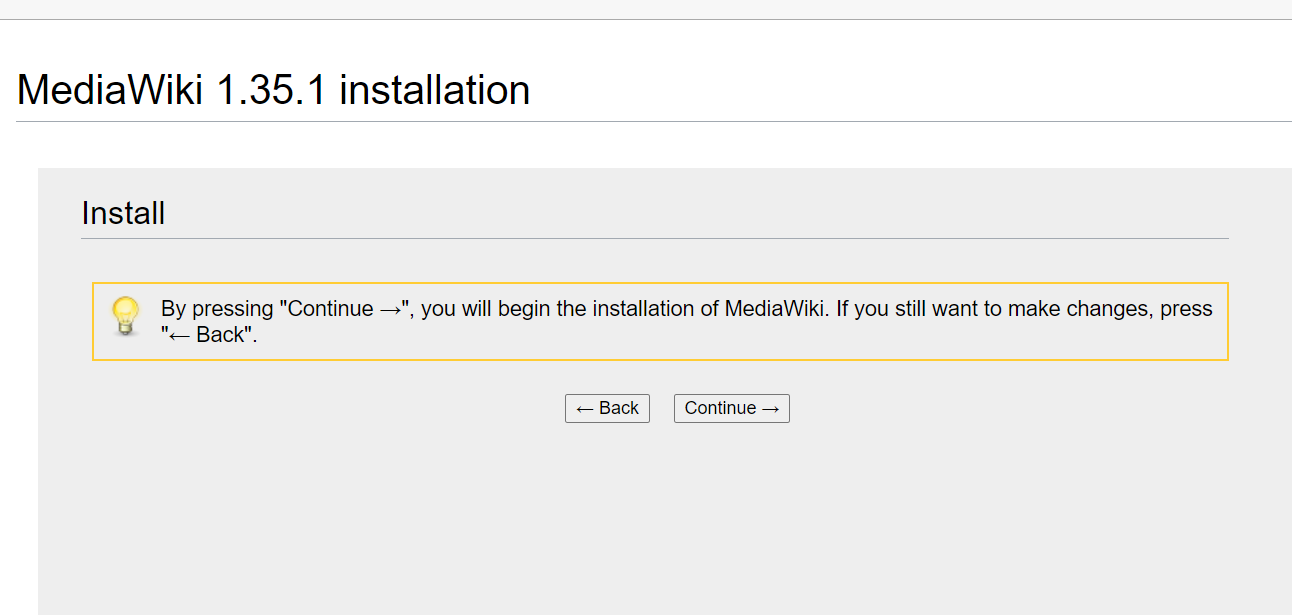 MediaWiki 1.35.1 installation
Install
By pressing "Continue →", you will begin the installation of MediaWiki. If you still want to make changes, press
"← Back".
← Back Continue →